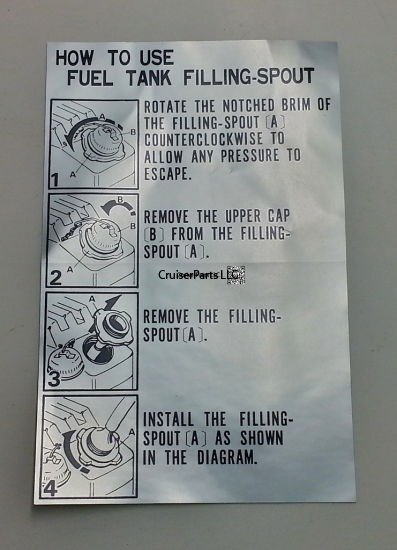 HOW TO USE
FUEL TANK FILLING-SPOUT
A
B
A
1
ROTATE THE NOTCHED BRIM OF
THE FILLING-SPOUT (A)
COUNTERCLOCKWISE TO
ALLOW ANY PRESSURE TO
ESCAPE.
B
B
A
2
REMOVE THE UPPER CAP
(B) FROM THE FILLING-
SPOUT (A).
CruiserParts LLC
A
3
REMOVE THE FILLING-
SPOUT (A).
A
4
INSTALL THE FILLING-
SPOUT (A) AS SHOWN
IN THE DIAGRAM.